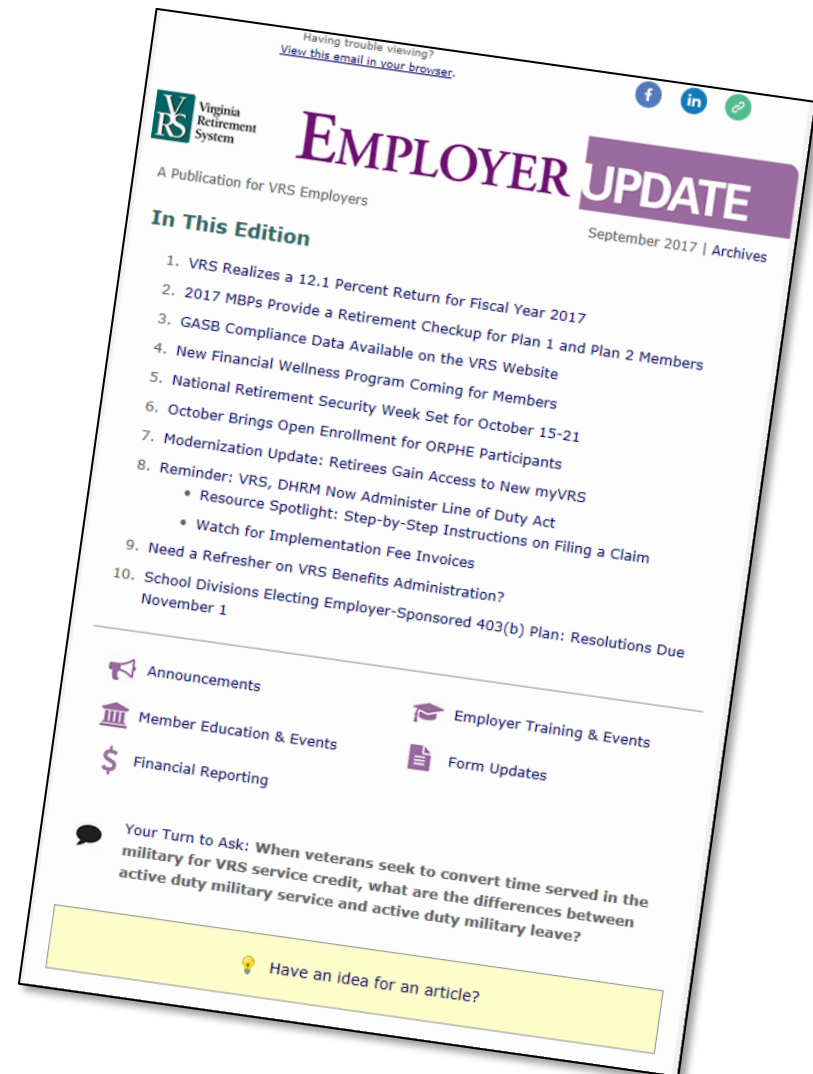 Having trouble viewing?
View this email in your browser.
f in
VRS
Virginia
Retirement
System
EMPLOYER UPDATE
A Publication for VRS Employers
September 2017 | Archives
In This Edition
1. VRS Realizes a 12.1 Percent Return for Fiscal Year 2017
2. 2017 MBPs Provide a Retirement Checkup for Plan 1 and Plan 2 Members
3. GASB Compliance Data Available on the VRS Website
4. New Financial Wellness Program Coming for Members
5. National Retirement Security Week Set for October 15-21
6. October Brings Open Enrollment for ORPHE Participants
7. Modernization Update: Retirees Gain Access to New myVRS
8. Reminder: VRS, DHRM Now Administer Line of Duty Act
• Resource Spotlight: Step-by-Step Instructions on Filing a Claim
• Watch for Implementation Fee Invoices
9. Need a Refresher on VRS Benefits Administration?
10. School Divisions Electing Employer-Sponsored 403(b) Plan: Resolutions Due
November 1
Announcements
Member Education & Events
$ Financial Reporting
Employer Training & Events
Form Updates
Your Turn to Ask: When veterans seek to convert time served in the
military for VRS service credit, what are the differences between
active duty military service and active duty military leave?
Have an idea for an article?